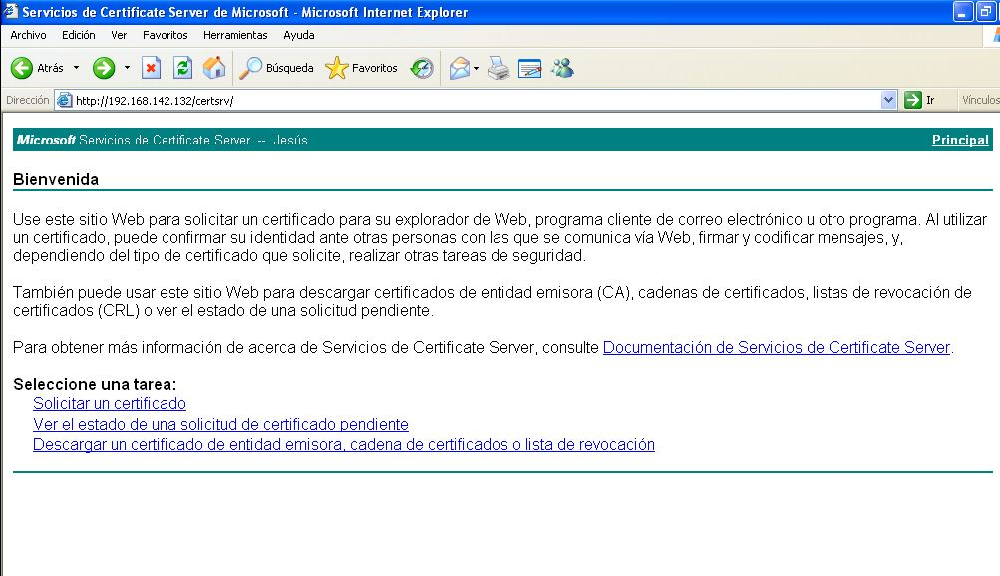 Servicios de Certificate Server de Microsoft - Microsoft Internet Explorer
Archivo Edición Ver Favoritos Herramientas Ayuda
Atrás Búsqueda Favoritos
Dirección http://192.168.142.132/certsrv/ Ir Vínculos
Microsoft Servicios de Certificate Server -- Jesús Principal
Bienvenida
Use este sitio Web para solicitar un certificado para su explorador de Web, programa cliente de correo electrónico u otro programa. Al utilizar
un certificado, puede confirmar su identidad ante otras personas con las que se comunica vía Web, firmar y codificar mensajes, y,
dependiendo del tipo de certificado que solicite, realizar otras tareas de seguridad.
También puede usar este sitio Web para descargar certificados de entidad emisora (CA), cadenas de certificados, listas de revocación de
certificados (CRL) o ver el estado de una solicitud pendiente.
Para obtener más información de acerca de Servicios de Certificate Server, consulte Documentación de Servicios de Certificate Server.
Seleccione una tarea:
Solicitar un certificado
Ver el estado de una solicitud de certificado pendiente
Descargar un certificado de entidad emisora, cadena de certificados o lista de revocación